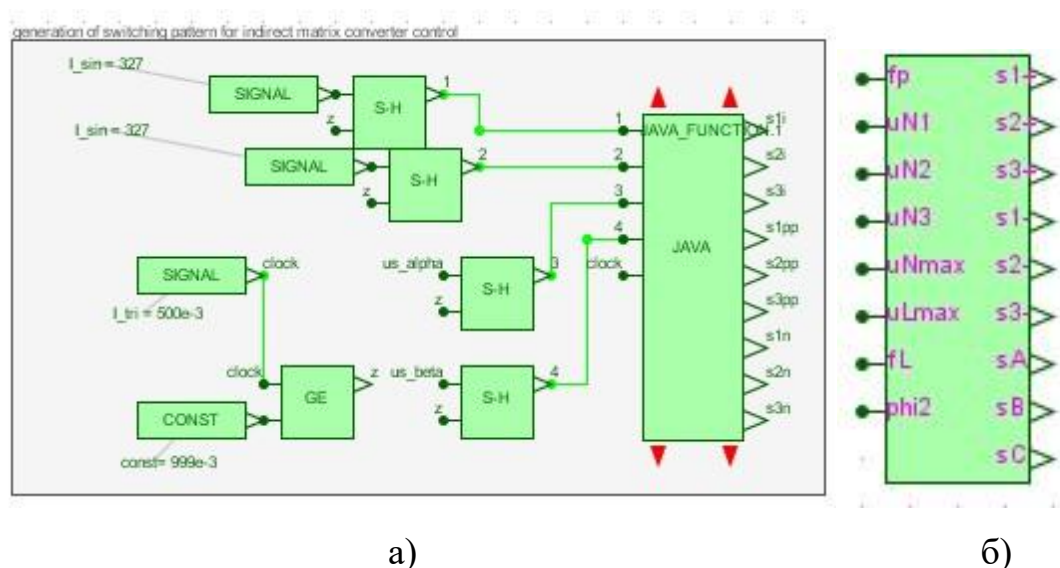 generation of switching pattern for indirect matrix converter control
I_sin = 327
SIGNAL
z
S-H
1
I_sin = 327
SIGNAL
z
S-H
2
SIGNAL
clock
I_tri = 500e-3
clock
CONST
const= 999e-3
GE
z
us_alpha
z
S-H
3
us_beta
z
S-H
4
1
2
3
4
clock
JAVA_FUNCTION.1
JAVA
s1i
s2i
s3i
s1pp
s2pp
s3pp
s1n
s2n
s3n
fp
uN1
uN2
uN3
uNmax
uLmax
fL
phi2
s1+
s2+
s3+
s1-
s2-
s3-
sA
sB
sC
а)
б)